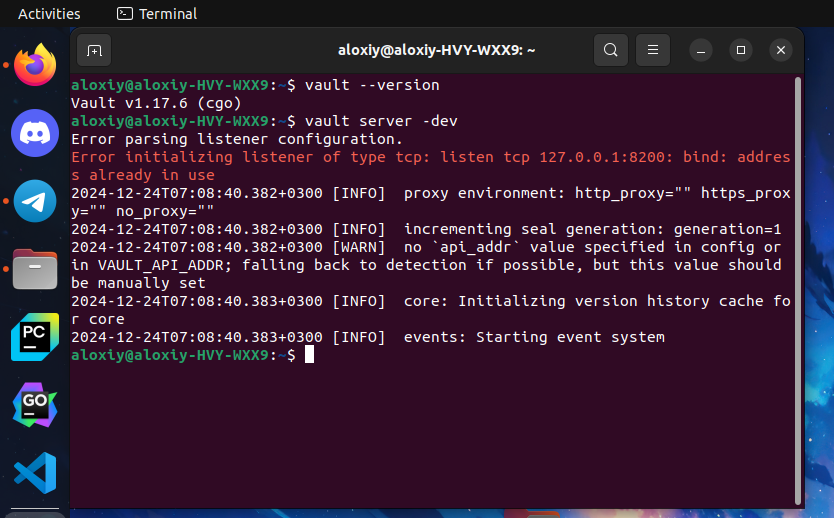 Activities
Terminal
aloxiy@aloxiy-HVY-WXX9: ~
aloxiy@aloxiy-HVY-WXX9:~$ vault --version
Vault v1.17.6 (cgo)
aloxiy@aloxiy-HVY-WXX9:~$ vault server -dev
Error parsing listener configuration.
Error initializing listener of type tcp: listen tcp 127.0.0.1:8200: bind: addres
s already in use
2024-12-24T07:08:40.382+0300 [INFO]  proxy environment: http_proxy="" https_prox
y="" no_proxy=""
2024-12-24T07:08:40.382+0300 [INFO]  incrementing seal generation: generation=1
2024-12-24T07:08:40.382+0300 [WARN]  no `api_addr` value specified in config or
in VAULT_API_ADDR; falling back to detection if possible, but this value should
be manually set
2024-12-24T07:08:40.383+0300 [INFO]  core: Initializing version history cache fo
r core
2024-12-24T07:08:40.383+0300 [INFO]  events: Starting event system
aloxiy@aloxiy-HVY-WXX9:~$
PC
GO